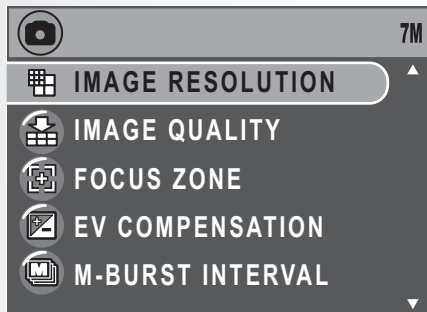 7M
IMAGE RESOLUTION
IMAGE QUALITY
FOCUS ZONE
EV COMPENSATION
M-BURST INTERVAL